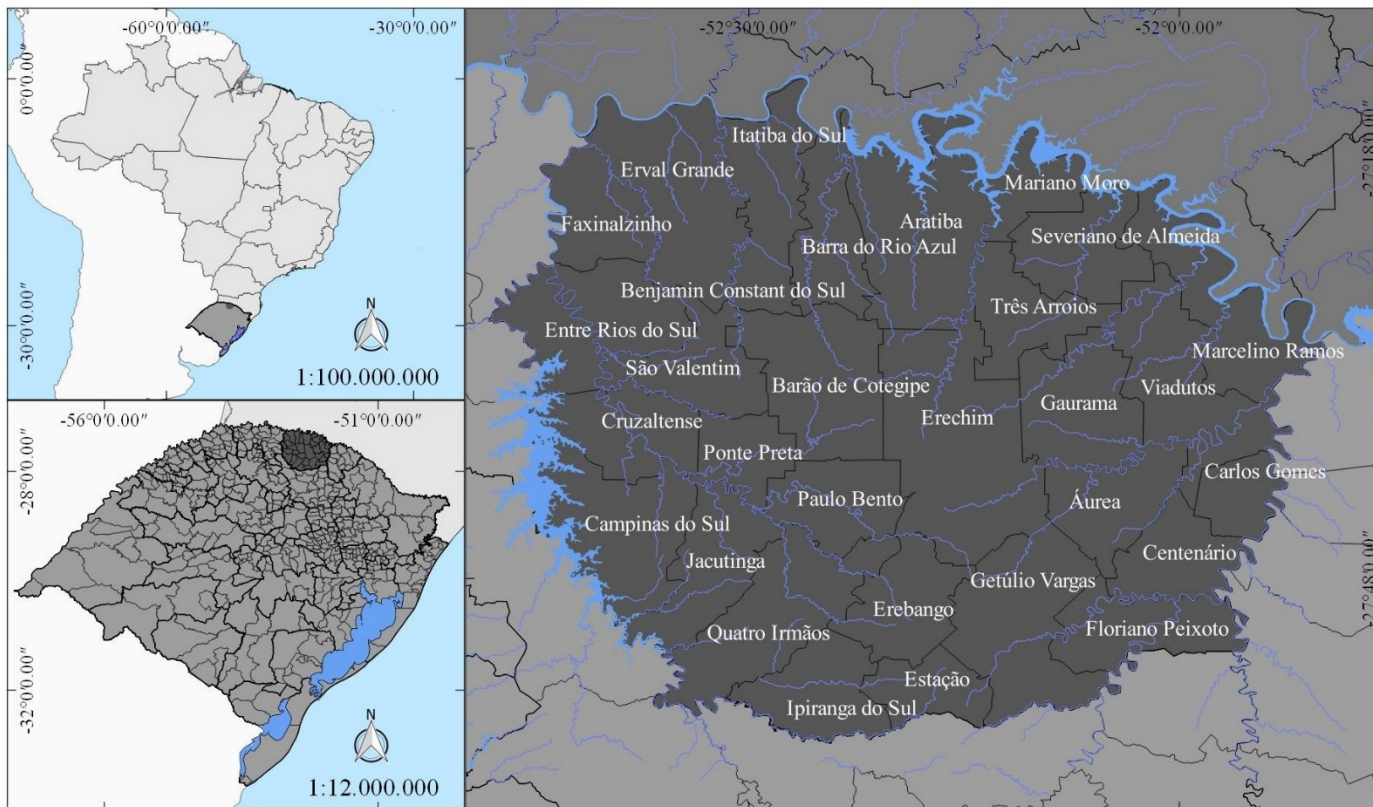 -60°0'0.00″
-30°0'0.00″
0°0'0.00″
-30°0'0.00″
N
1:100.000.000
-56°0'0.00″
-51°0'0.00″
-28°0'0.00″
-32°0'0.00″
N
1:12.000.000
-52°30'0.00″
-52°0'0.00″
-27°18'0.00″
-27°48'0.00″
Itatiba do Sul
Erval Grande
Mariano Moro
Faxinalzinho
Aratiba
Severiano de Almeida
Barra do Rio Azul
Benjamin Constant do Sul
Três Arroios
Entre Rios do Sul
Marcelino Ramos
São Valentim
Barão de Cotegipe
Viadutos
Gaurama
Cruzaltense
Erechim
Ponte Preta
Carlos Gomes
Paulo Bento
Áurea
Campinas do Sul
Centenário
Jacutinga
Getúlio Vargas
Erebango
Quatro Irmãos
Floriano Peixoto
Estação
Ipiranga do Sul